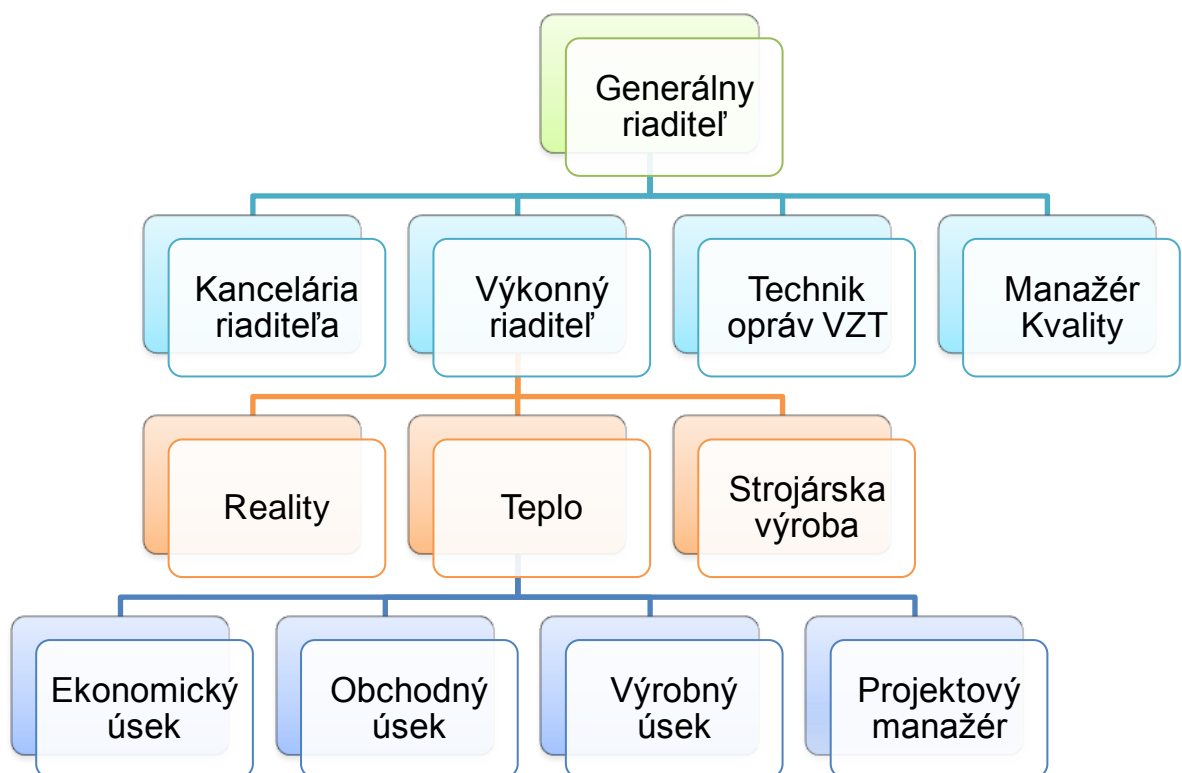 Generálny
riaditeľ
Kancelária
riaditeľa
Výkonný
riaditeľ
Technik
opráv VZT
Manažér
Kvality
Reality
Teplo
Strojárska
výroba
Ekonomický
úsek
Obchodný
úsek
Výrobný
úsek
Projektový
manažér